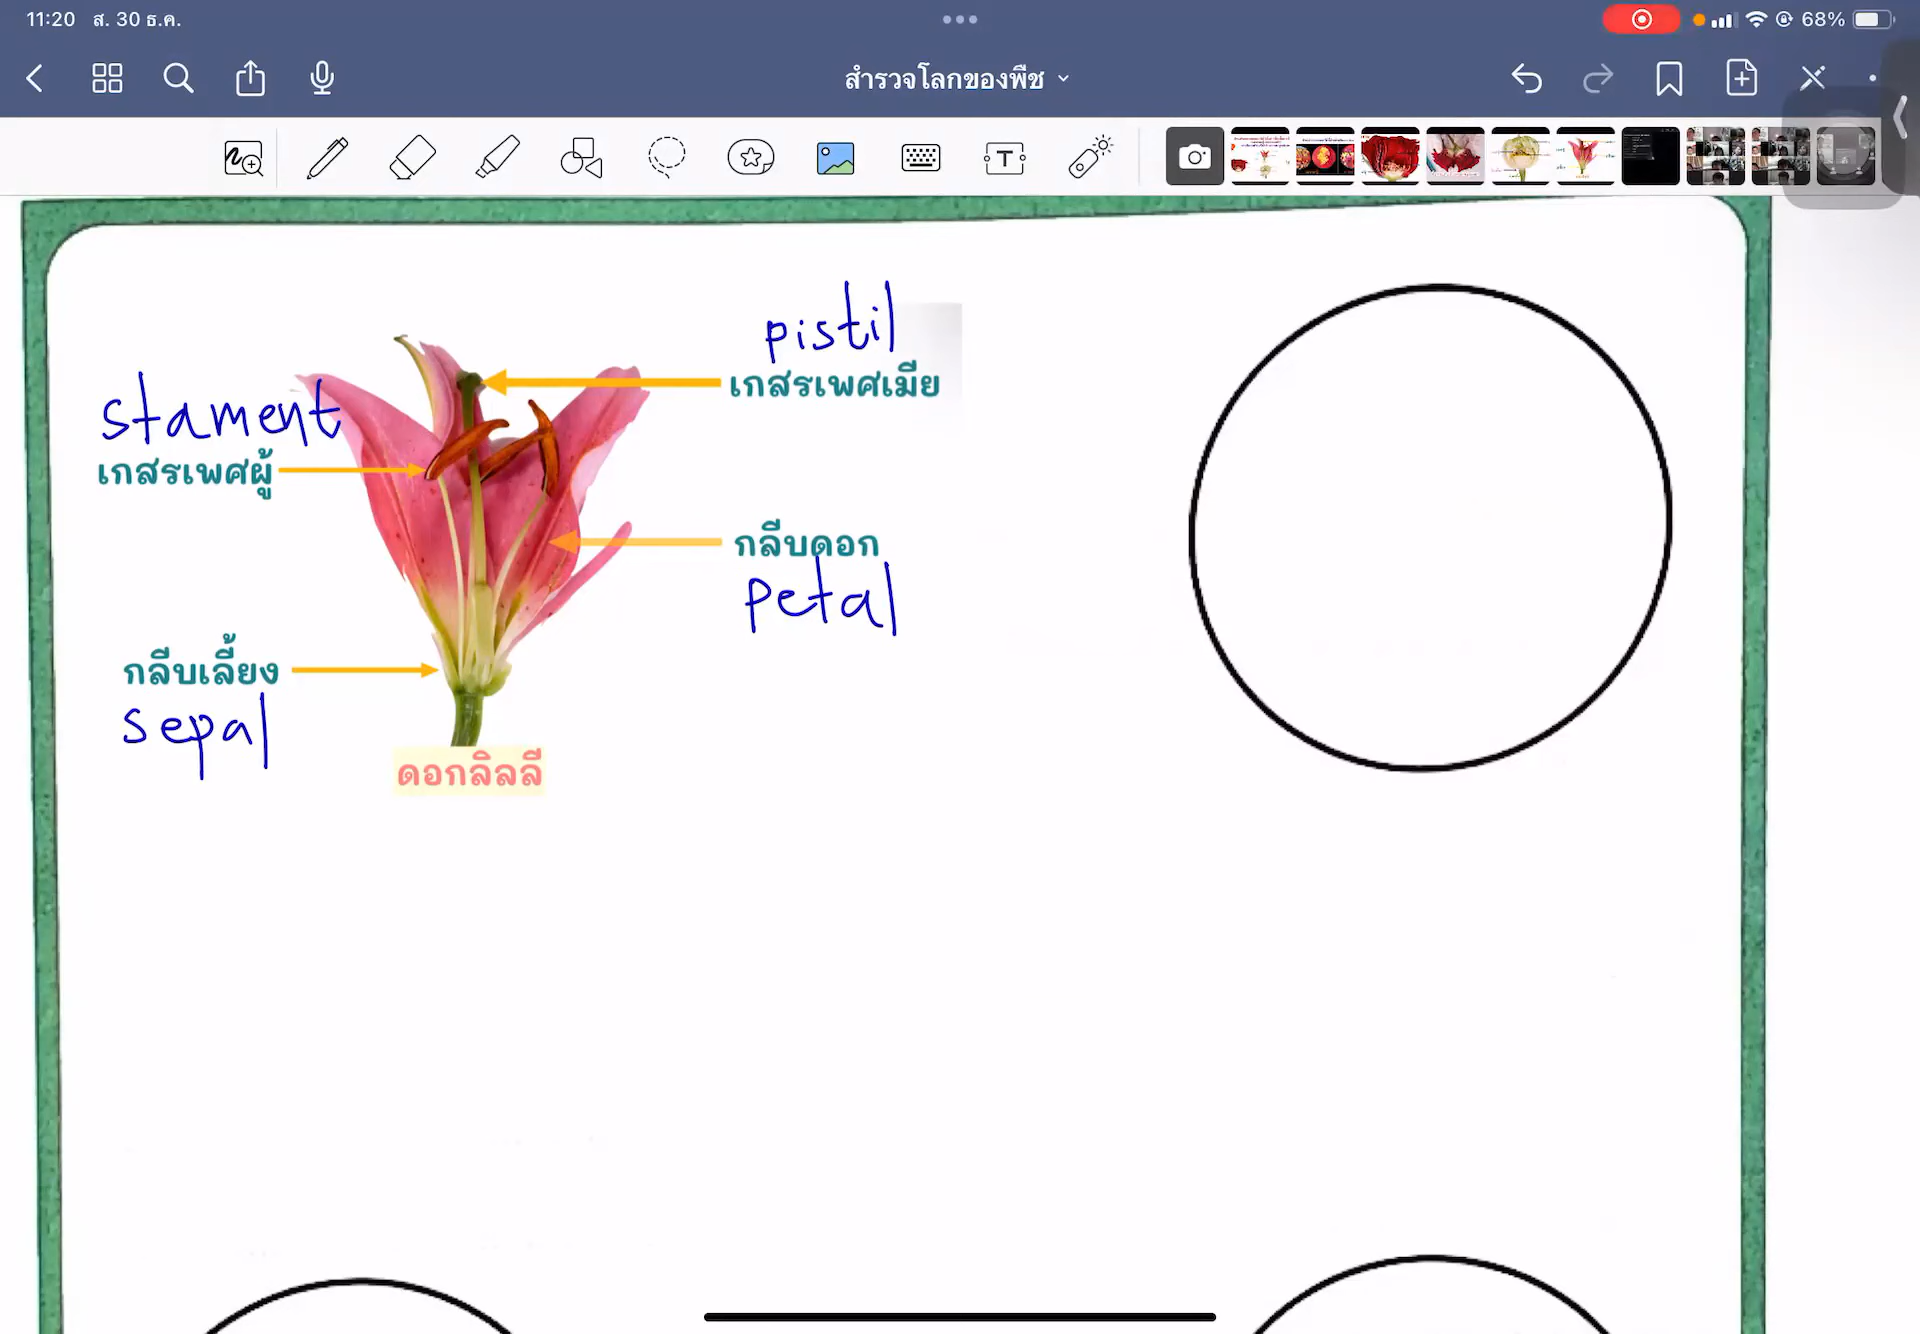 11:20 ส. 30 ธ.ค.
68%
สำรวจโลกของพืช
T
pistil
เกสรเพศเมีย
stament
เกสรเพศผู้
กลีบดอก
petal
กลีบเลี้ยง
sepal
ดอกลิลลี